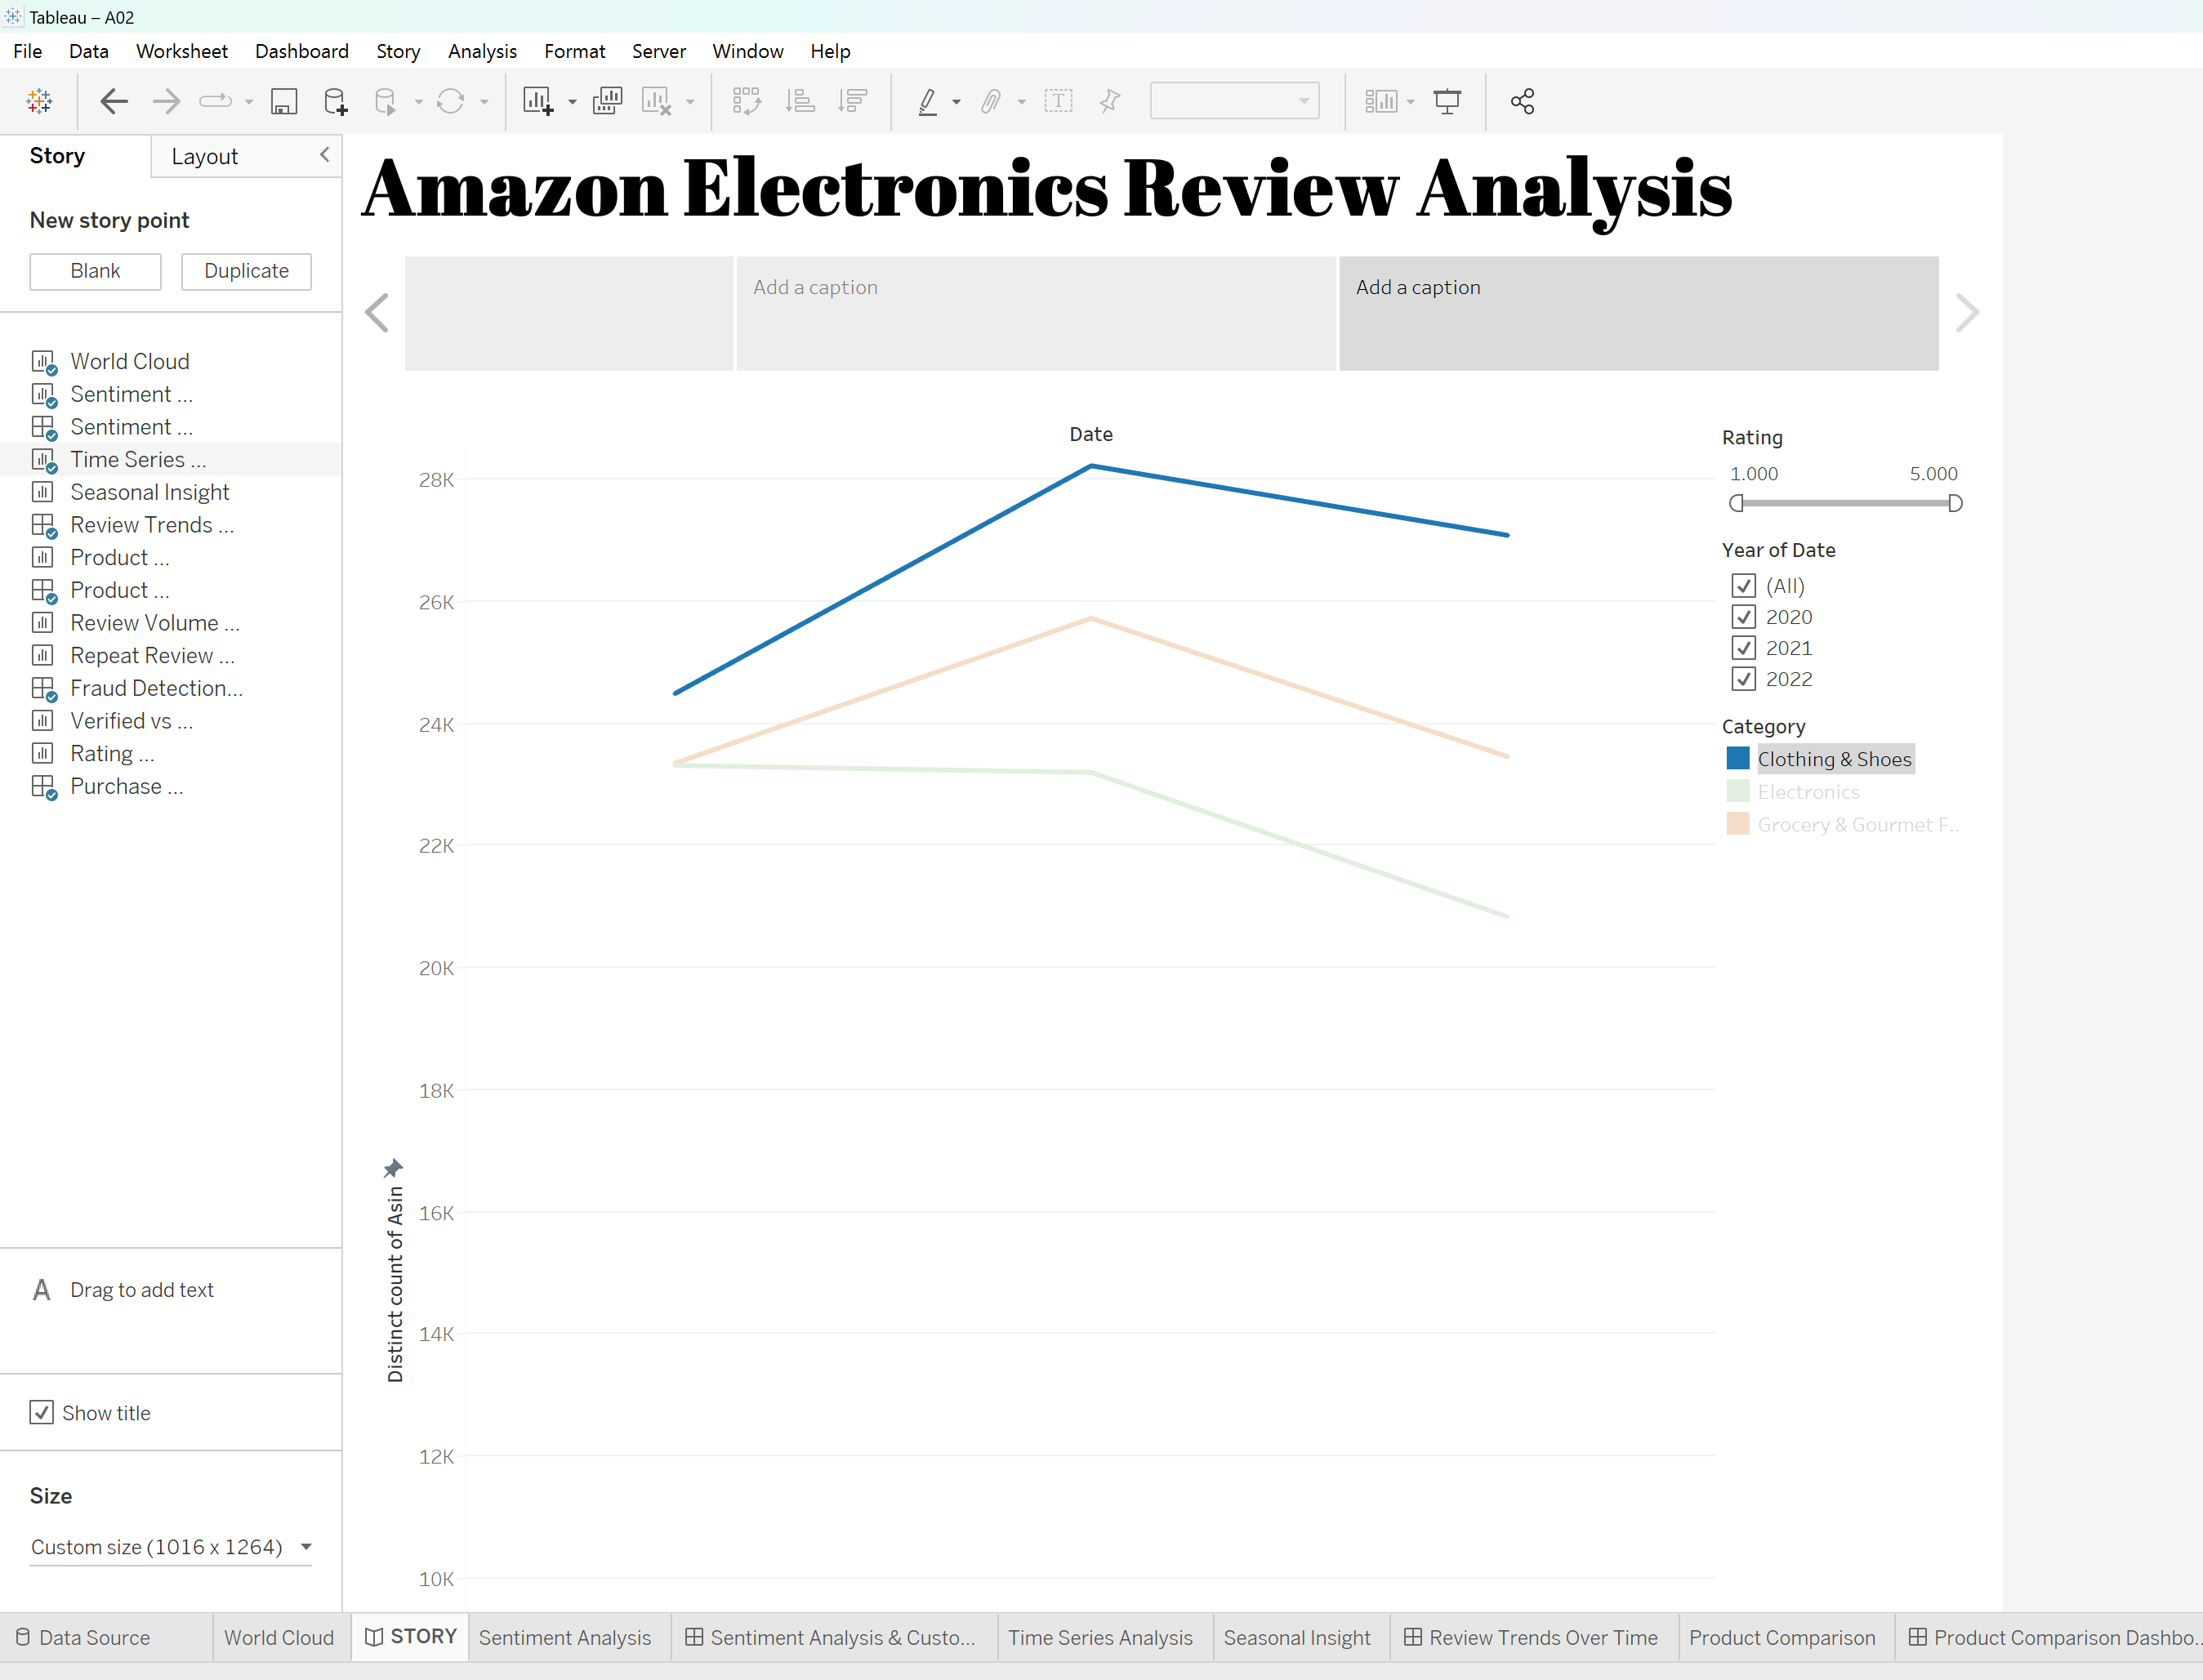 Tableau – A02
File Data Worksheet Dashboard Story Analysis Format Server Window Help
Story Layout
New story point
Blank Duplicate
World Cloud
Sentiment ...
Sentiment ...
Time Series ...
Seasonal Insight
Review Trends ...
Product ...
Product ...
Review Volume ...
Repeat Review ...
Fraud Detection...
Verified vs ...
Rating ...
Purchase ...
A Drag to add text
Show title
Size
Custom size (1016 x 1264)
Amazon Electronics Review Analysis
Add a caption
Add a caption
Date
28K
26K
24K
22K
20K
18K
16K
14K
12K
10K
Distinct count of Asin
Rating
1.000 5.000
Year of Date
(All)
2020
2021
2022
Category
Clothing & Shoes
Electronics
Grocery & Gourmet F..
Data Source World Cloud STORY Sentiment Analysis Sentiment Analysis & Custo... Time Series Analysis Seasonal Insight Review Trends Over Time Product Comparison Product Comparison Dashbo..